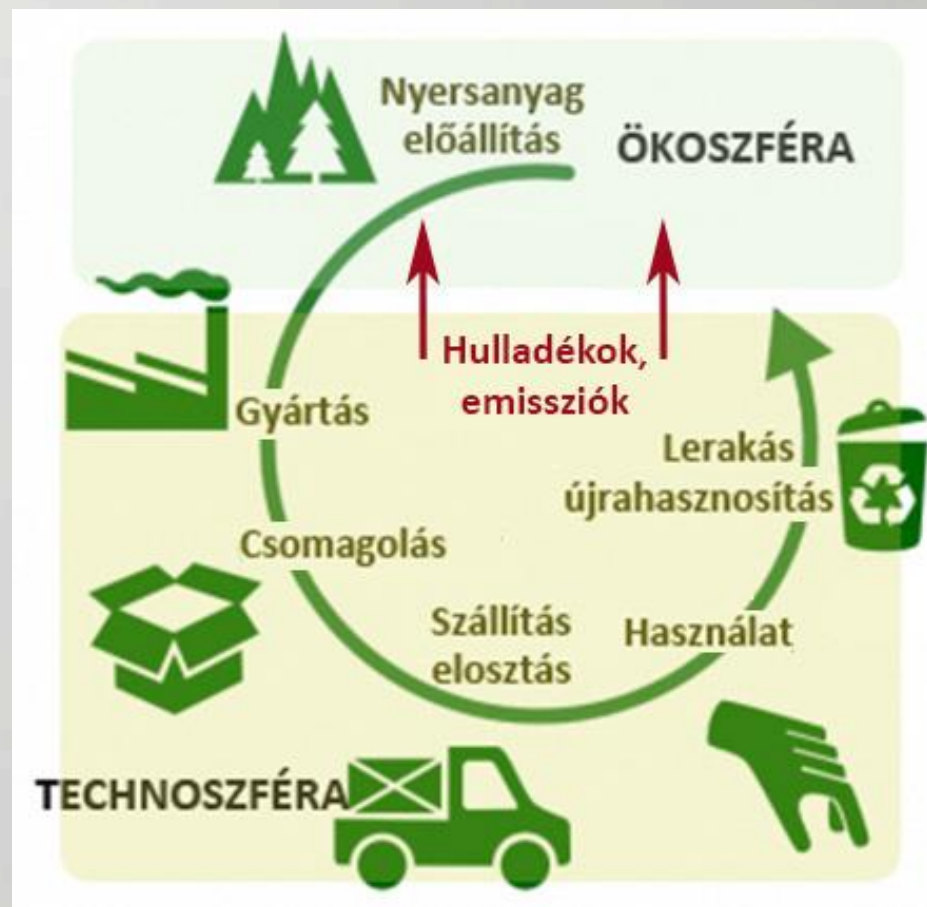 Nyersanyag
előállítás
ÖKOSZFÉRA
Hulladékok,
emissziók
Gyártás
Lerakás
újrahasznosítás
Csomagolás
Szállítás
elosztás
Használat
TECHNOSZFÉRA